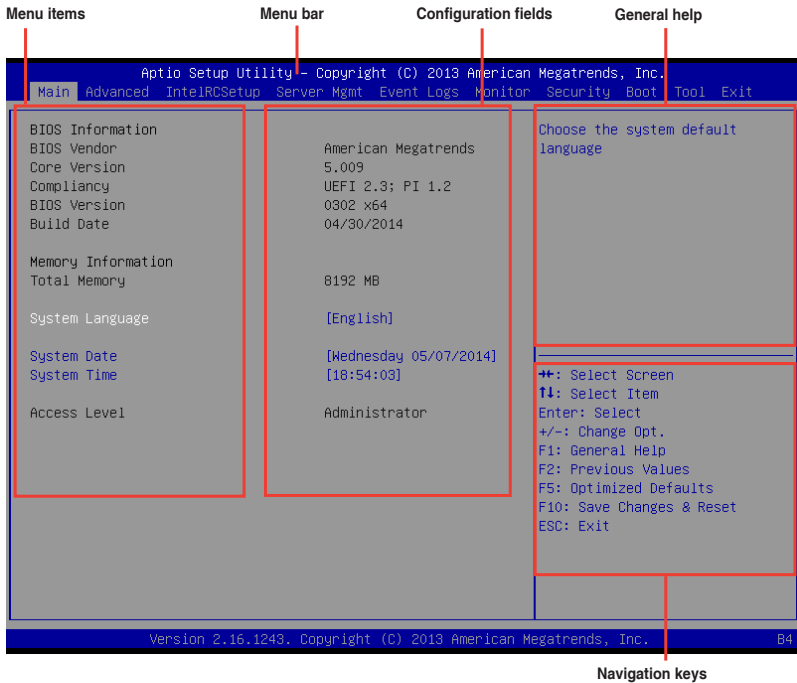 Menu items Menu bar Configuration fields General help
Aptio Setup Utility – Copyright (C) 2013 American Megatrends, Inc.
Main Advanced IntelRCSetup Server Mgmt Event Logs Monitor Security Boot Tool Exit
BIOS Information
BIOS Vendor American Megatrends
Core Version 5.009
Compliancy UEFI 2.3; PI 1.2
BIOS Version 0302 x64
Build Date 04/30/2014
Memory Information
Total Memory 8192 MB
System Language [English]
System Date [Wednesday 05/07/2014]
System Time [18:54:03]
Access Level Administrator
Choose the system default
language
→←: Select Screen
↑↓: Select Item
Enter: Select
+/-: Change Opt.
F1: General Help
F2: Previous Values
F5: Optimized Defaults
F10: Save Changes & Reset
ESC: Exit
Version 2.16.1243. Copyright (C) 2013 American Megatrends, Inc. B4
Navigation keys